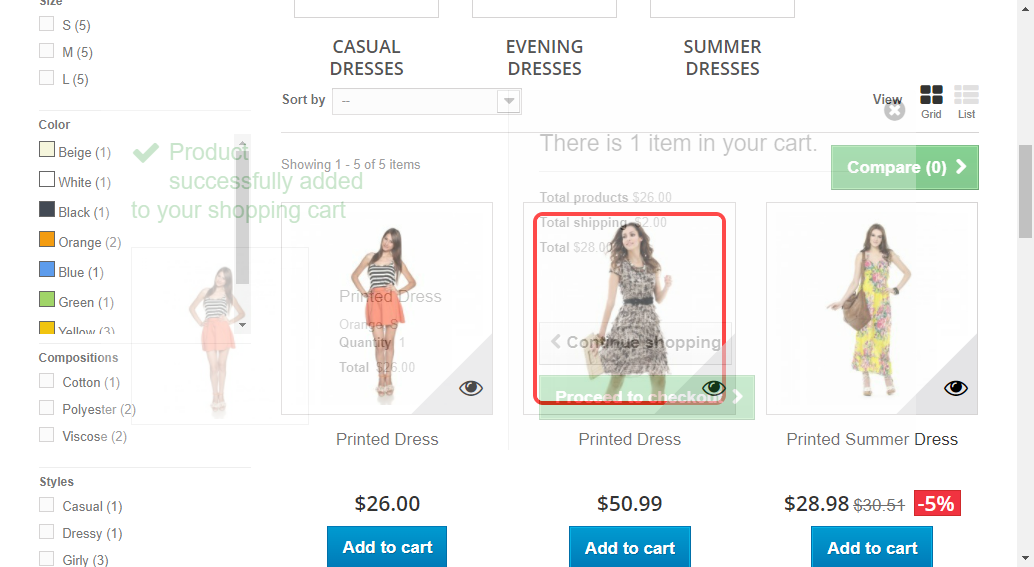 Size
S (5)
M (5)
L (5)
CASUAL
DRESSES
EVENING
DRESSES
SUMMER
DRESSES
Sort by
--
View
Grid
List
Showing 1 - 5 of 5 items
Compare (0)
Color
Beige (1)
White (1)
Black (1)
Orange (2)
Blue (1)
Green (1)
Yellow (3)
Compositions
Cotton (1)
Polyester (2)
Viscose (2)
Styles
Casual (1)
Dressy (1)
Girly (3)
Product
successfully added
to your shopping cart
Printed Dress
Orange, S
Quantity 1
Total $26.00
There is 1 item in your cart.
Total products $26.00
Total shipping $2.00
Total $28.00
Continue shopping
Proceed to checkout
Printed Dress
$26.00
Add to cart
Printed Dress
$50.99
Add to cart
Printed Summer Dress
$28.98 $30.51 -5%
Add to cart